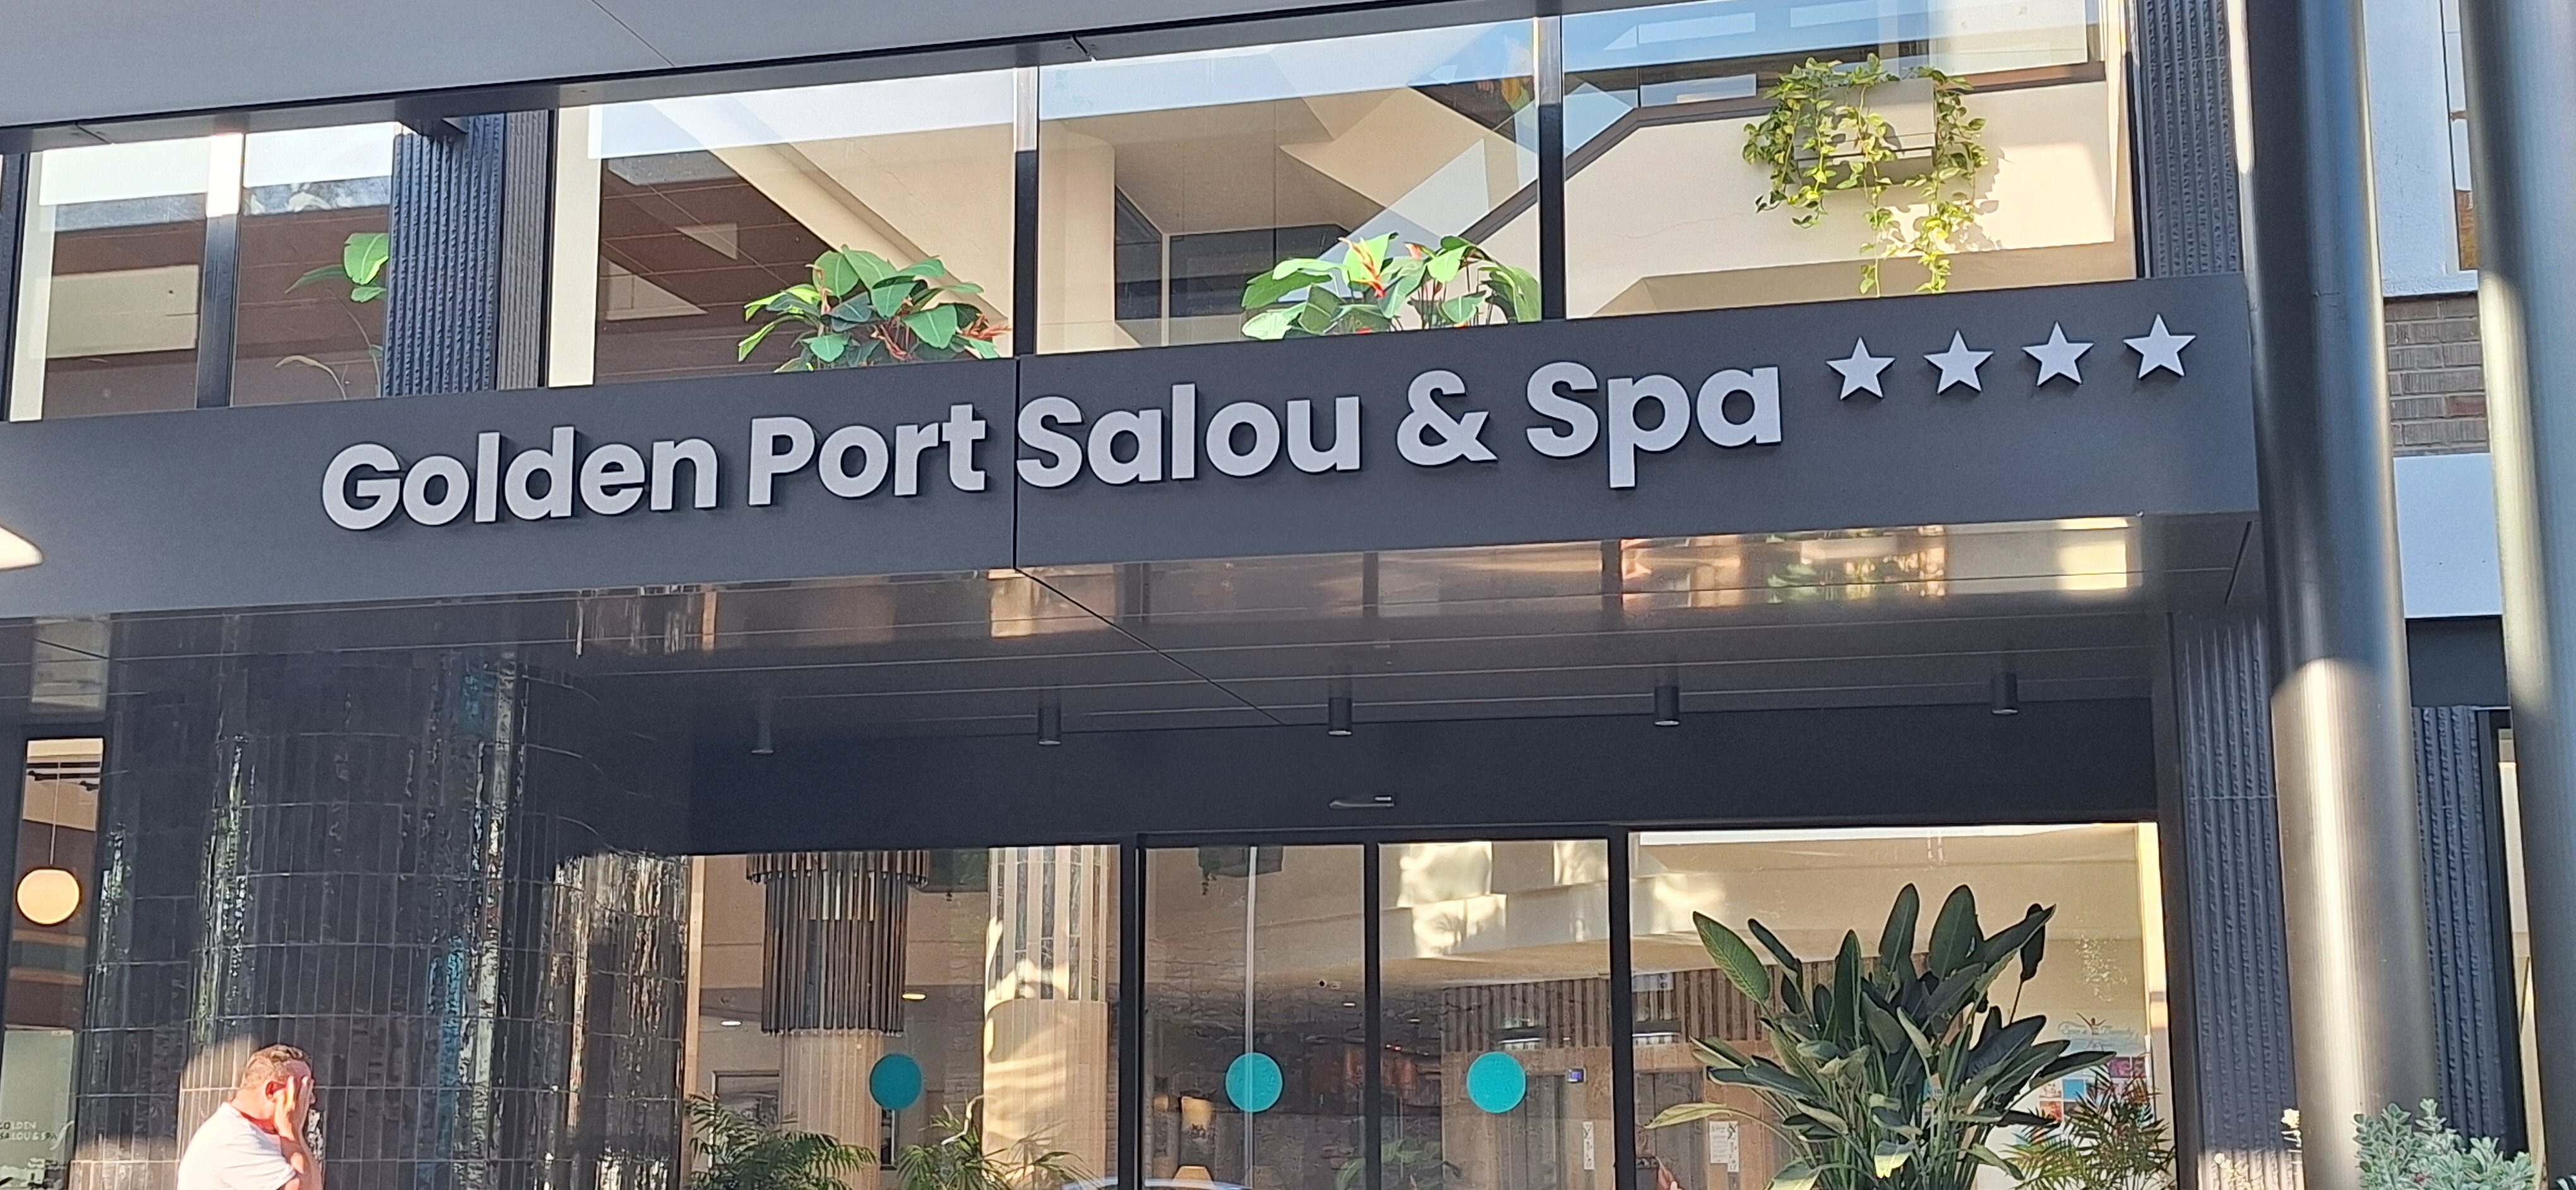 Golden Port Salou & Spa ★★★★